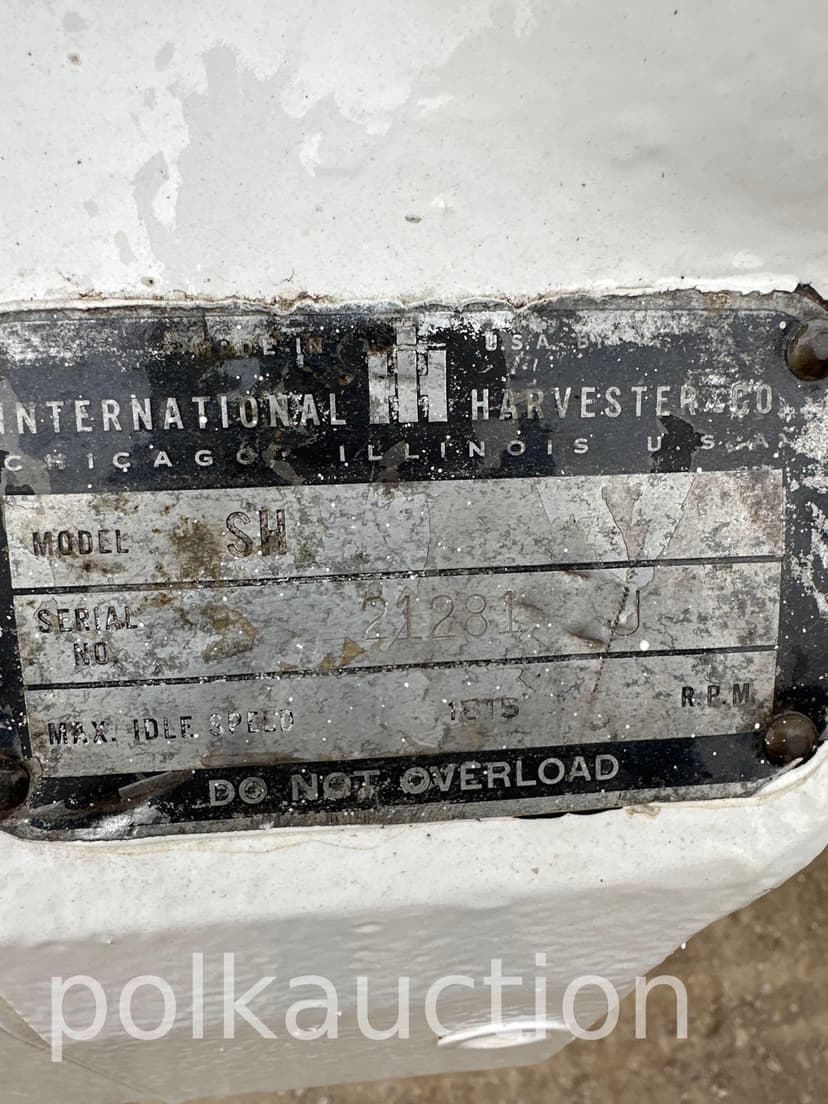 MADE IN U.S.A. BY
INTERNATIONAL IH HARVESTER CO.
CHICAGO, ILLINOIS U.S.A.
MODEL SH
SERIAL NO. 21281 J
MAX. IDLE SPEED 1815 R.P.M.
DO NOT OVERLOAD
polkauction